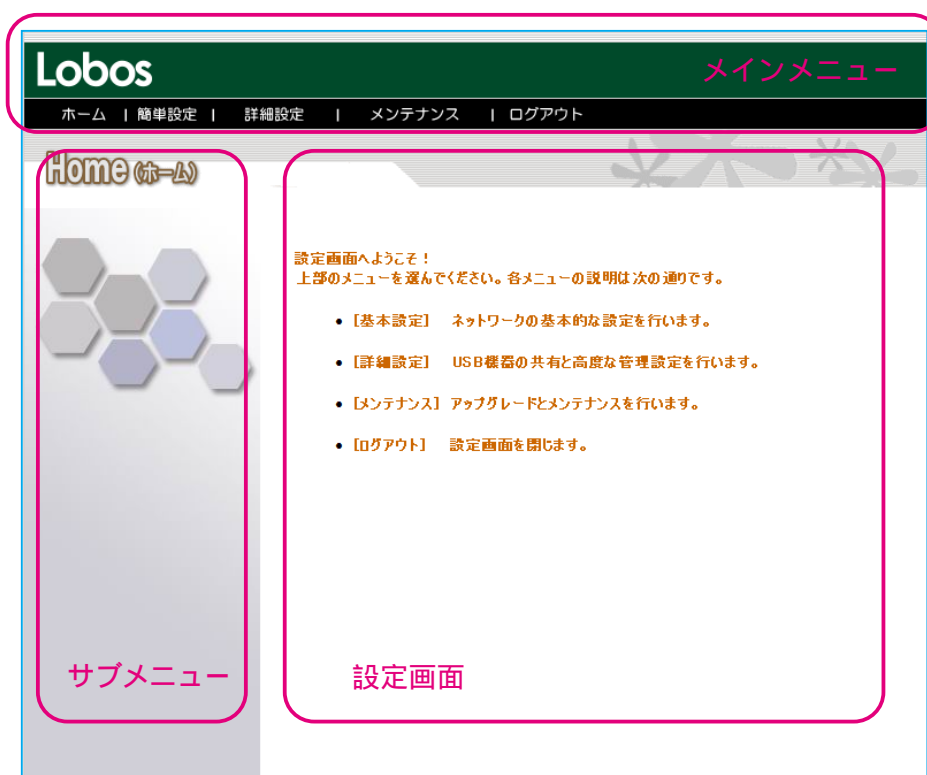 Lobos
メインメニュー
ホーム | 簡単設定 | 詳細設定 | メンテナンス | ログアウト
Home (ホーム)
設定画面へようこそ！
上部のメニューを選んでください。各メニューの説明は次の通りです。
• [基本設定] ネットワークの基本的な設定を行います。
• [詳細設定] USB機器の共有と高度な管理設定を行います。
• [メンテナンス] アップグレードとメンテナンスを行います。
• [ログアウト] 設定画面を閉じます。
サブメニュー
設定画面